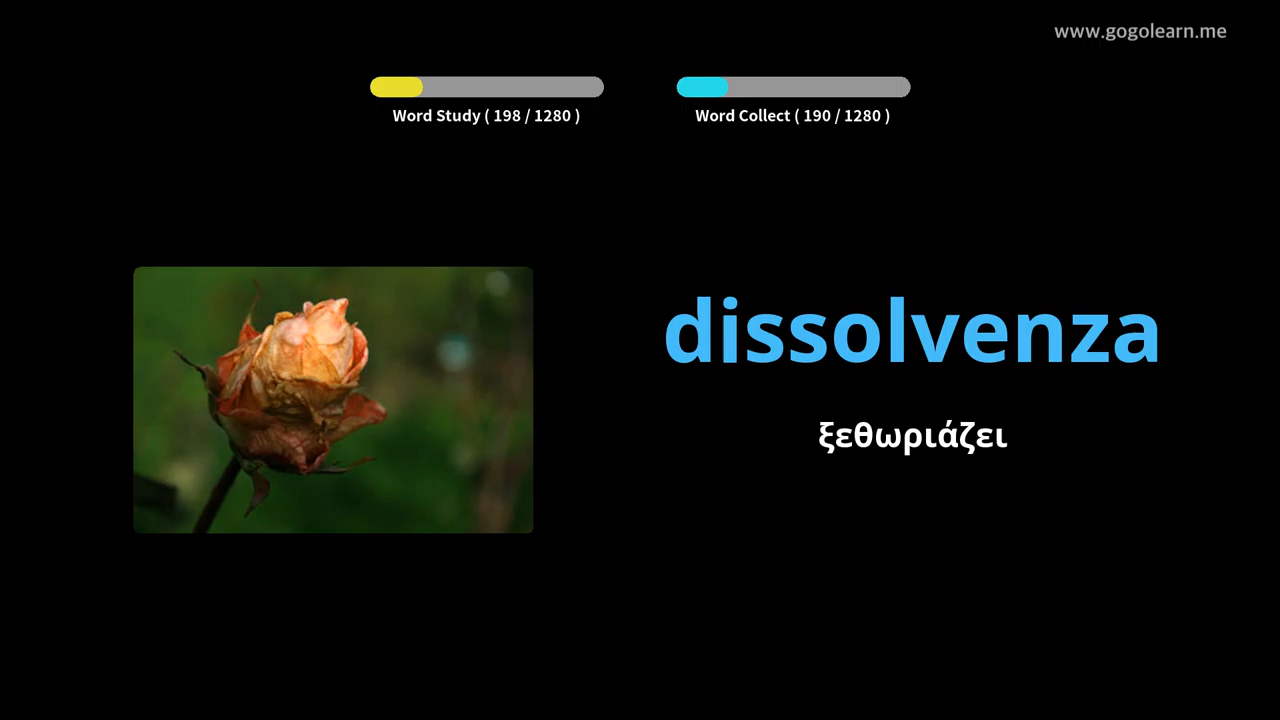 www.gogolearn.me
Word Study ( 198 / 1280 )
Word Collect ( 190 / 1280 )
dissolvenza
ξεθωριάζει